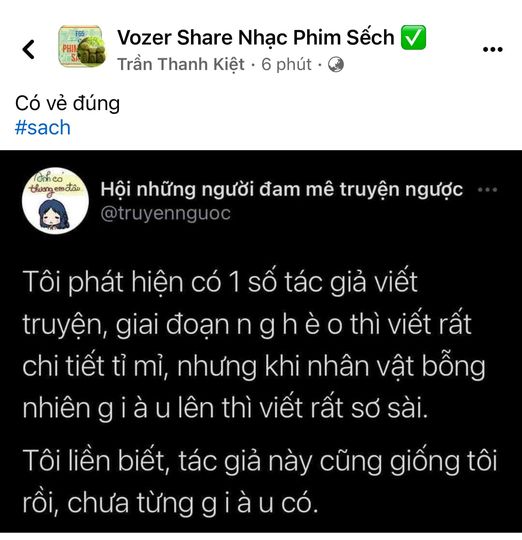 Vozer Share Nhạc Phim Sếch ✅
Trần Thanh Kiệt · 6 phút ·
Có vẻ đúng
#sach
Hội những người đam mê truyện ngược
@truyennguoc
Tôi phát hiện có 1 số tác giả viết
truyện, giai đoạn n g h è o thì viết rất
chi tiết tỉ mỉ, nhưng khi nhân vật bỗng
nhiên g i à u lên thì viết rất sơ sài.
Tôi liền biết, tác giả này cũng giống tôi
rồi, chưa từng g i à u có.